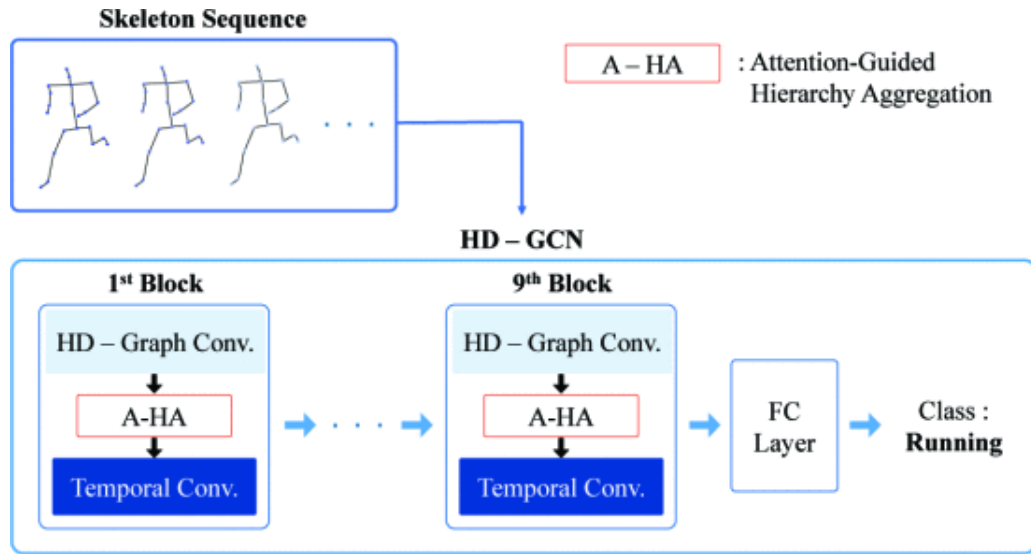 Skeleton Sequence
A – HA : Attention-Guided
Hierarchy Aggregation
. . .
HD – GCN
1st Block
HD – Graph Conv.
A-HA
Temporal Conv.
. . . .
9th Block
HD – Graph Conv.
A-HA
Temporal Conv.
FC
Layer
Class :
Running